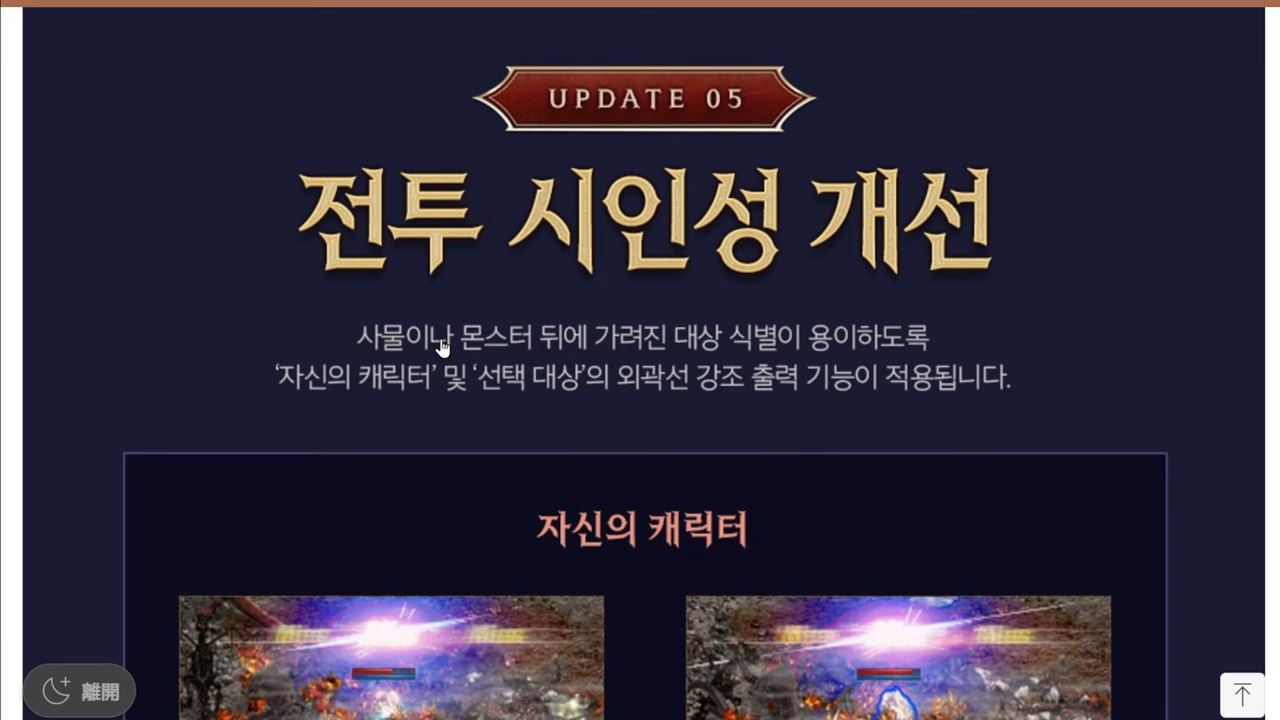 UPDATE 05
전투 시인성 개선
사물이나 몬스터 뒤에 가려진 대상 식별이 용이하도록
‘자신의 캐릭터’ 및 ‘선택 대상’의 외곽선 강조 출력 기능이 적용됩니다.
자신의 캐릭터
離開